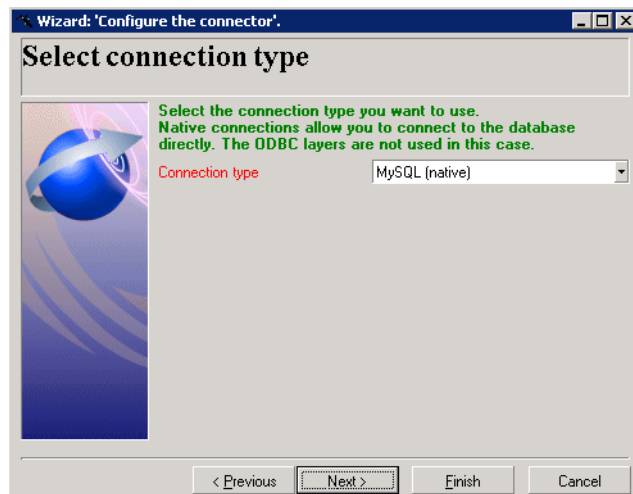 Wizard: 'Configure the connector'.
Select connection type
Select the connection type you want to use.
Native connections allow you to connect to the database
directly. The ODBC layers are not used in this case.
Connection type MySQL (native)
< Previous Next > Finish Cancel